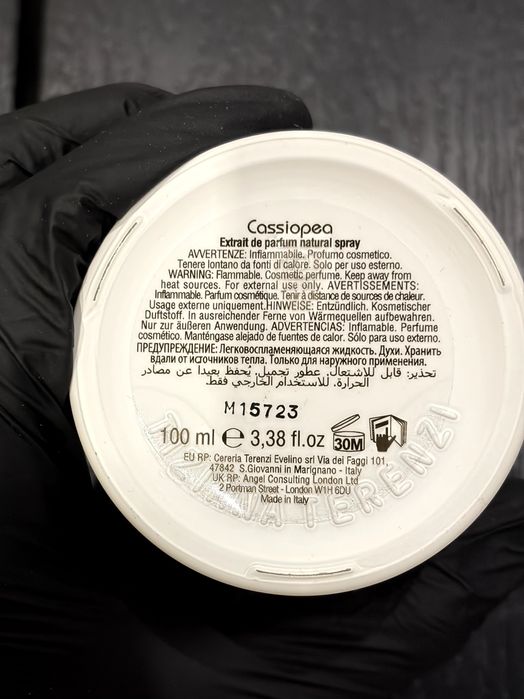 Cassiopea
Extrait de parfum natural spray
AVVERTENZE: Infiammabile. Profumo cosmetico.
Tenere lontano da fonti di calore. Solo per uso esterno.
WARNING: Flammable. Cosmetic perfume. Keep away from
heat sources. For external use only. AVERTISSEMENTS:
Inflammable. Parfum cosmétique. Tenir à distance de sources de chaleur.
Usage externe uniquement.HINWEISE: Entzündlich. Kosmetischer
Duftstoff. In ausreichender Ferne von Wärmequellen aufbewahren.
Nur zur äußeren Anwendung. ADVERTENCIAS: Inflamable. Perfume
cosmético. Manténgase alejado de fuentes de calor. Sólo para uso externo.
ПРЕДУПРЕЖДЕНИЕ: Легковоспламеняющаяся жидкость. Духи. Хранить
вдали от источников тепла. Только для наружного применения.
تحذير: قابل للاشتعال. عطور تجميل. يُحفظ بعيدا عن مصادر
الحرارة. للاستخدام الخارجي فقط.
M15723
100 ml e 3,38 fl.oz 30M
EU RP: Cereria Terenzi Evelino srl Via dei Faggi 101,
47842 S.Giovanni in Marignano - Italy
UK RP: Angel Consulting London Ltd
2 Portman Street - London W1H 6DU
Made in Italy
TIZIANA TERENZI